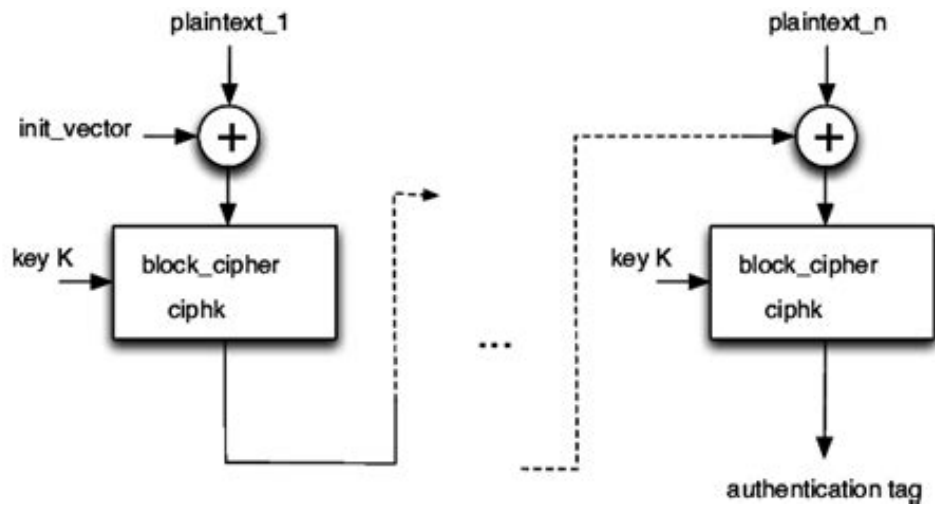 plaintext_1
plaintext_n
init_vector
+
+
key K
block_cipher
ciphk
...
key K
block_cipher
ciphk
authentication tag